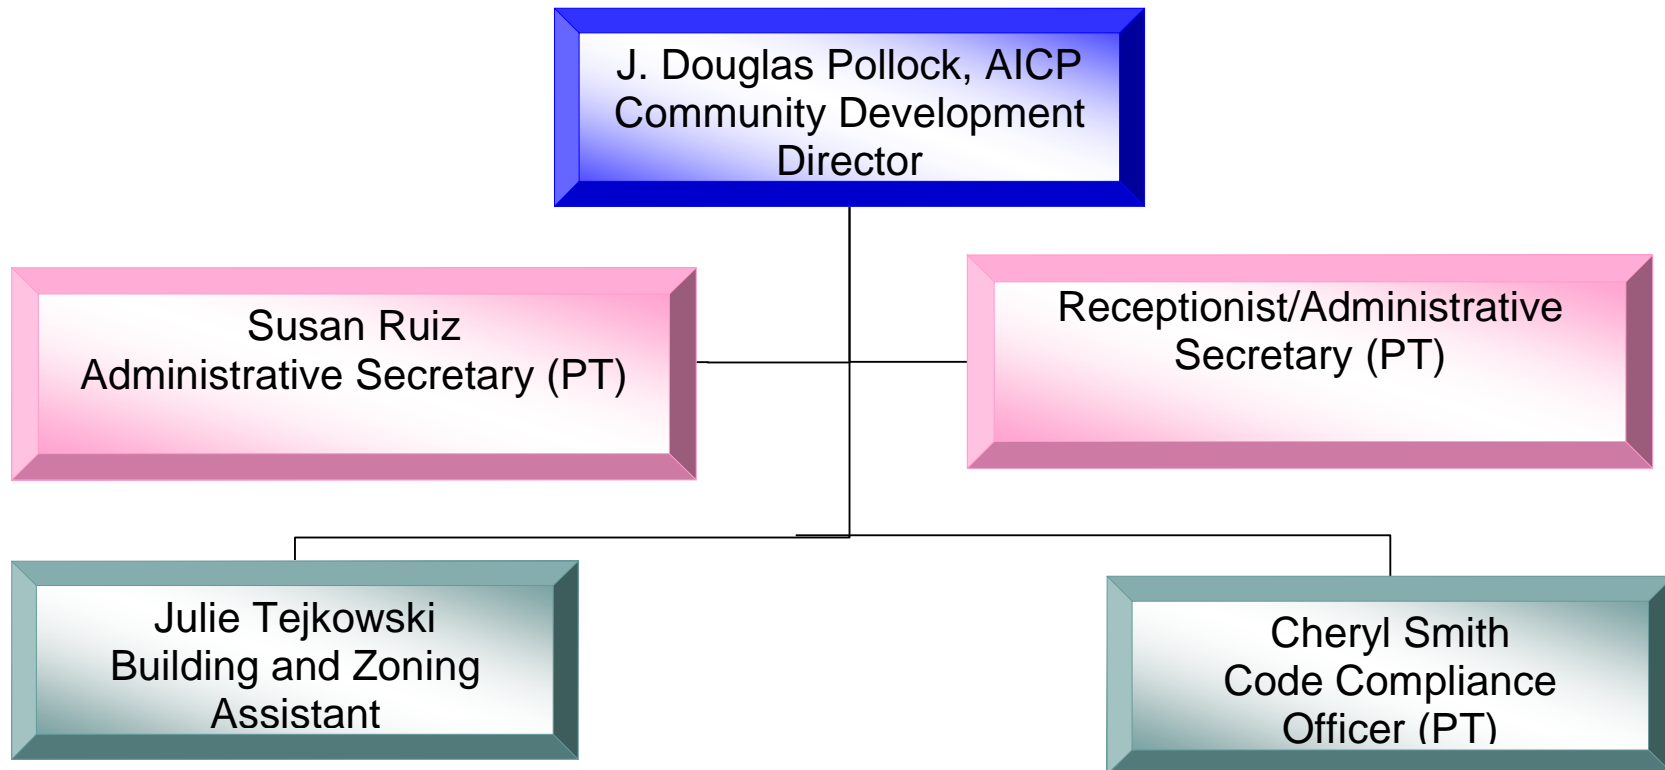 J. Douglas Pollock, AICP
Community Development
Director
Susan Ruiz
Administrative Secretary (PT)
Receptionist/Administrative
Secretary (PT)
Julie Tejkowski
Building and Zoning
Assistant
Cheryl Smith
Code Compliance
Officer (PT)